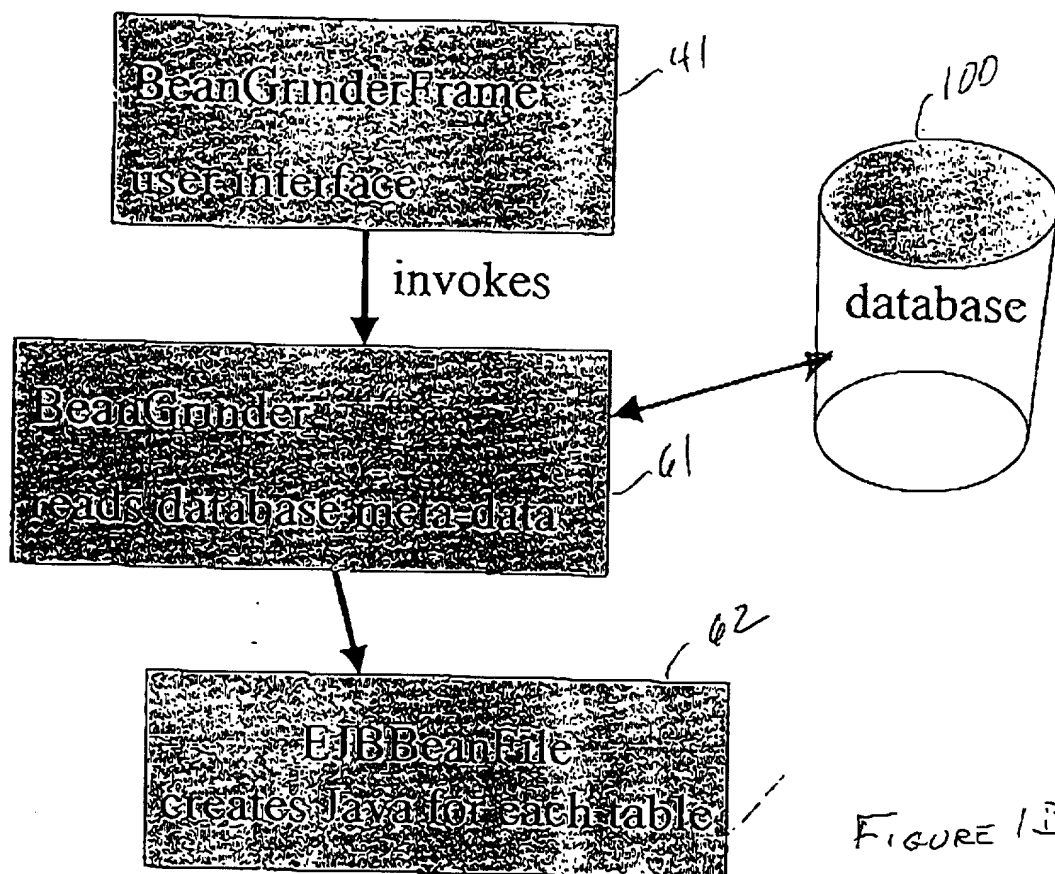 BeanGrinderFrame
user interface
41
100
invokes
database
BeanGrinder
reads database meta-data
61
62
EJBBeanFile
creates Java for each table
FIGURE 1B